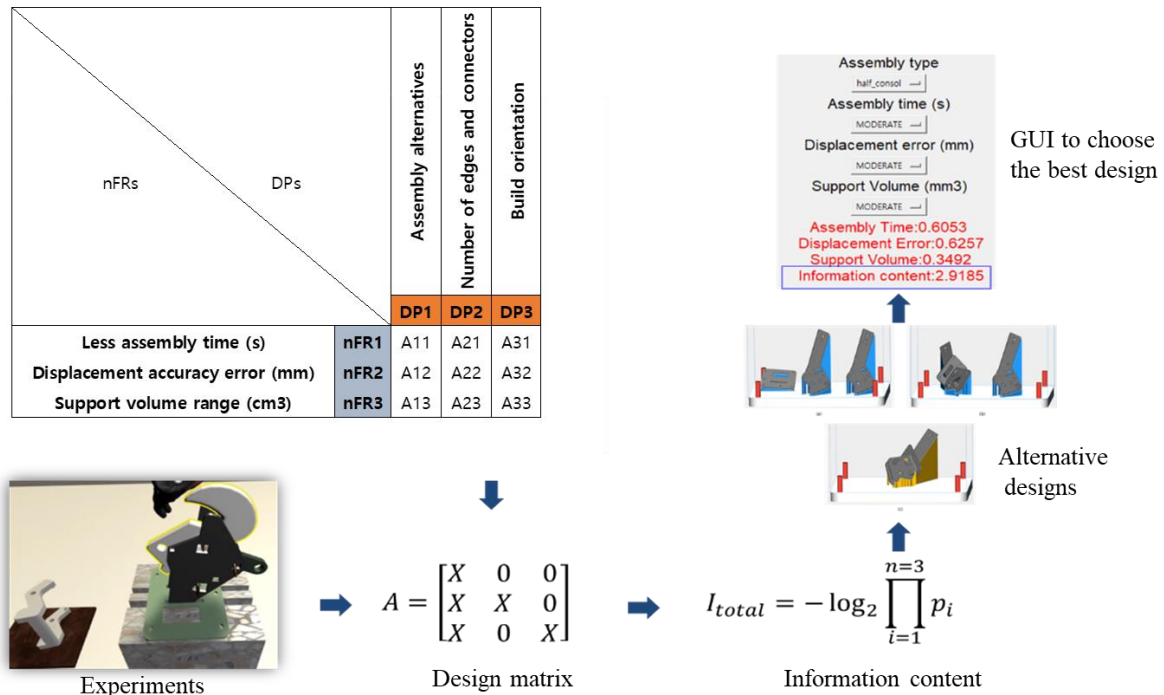 Assembly alternatives
Number of edges and connectors
Build orientation
nFRs
DPs
DP1 DP2 DP3
Less assembly time (s) nFR1 A11 A21 A31
Displacement accuracy error (mm) nFR2 A12 A22 A32
Support volume range (cm3) nFR3 A13 A23 A33
Assembly type
half_consol
Assembly time (s)
MODERATE
Displacement error (mm)
MODERATE
Support Volume (mm3)
MODERATE
Assembly Time:0.6053
Displacement Error:0.6257
Support Volume:0.3492
Information content:2.9185
GUI to choose
the best design
Alternative
designs
Experiments
A = [X 0 0
X X 0
X 0 X]
Design matrix
I_total = − log₂ ∏ᵢ₌₁ⁿ⁼³ pᵢ
Information content